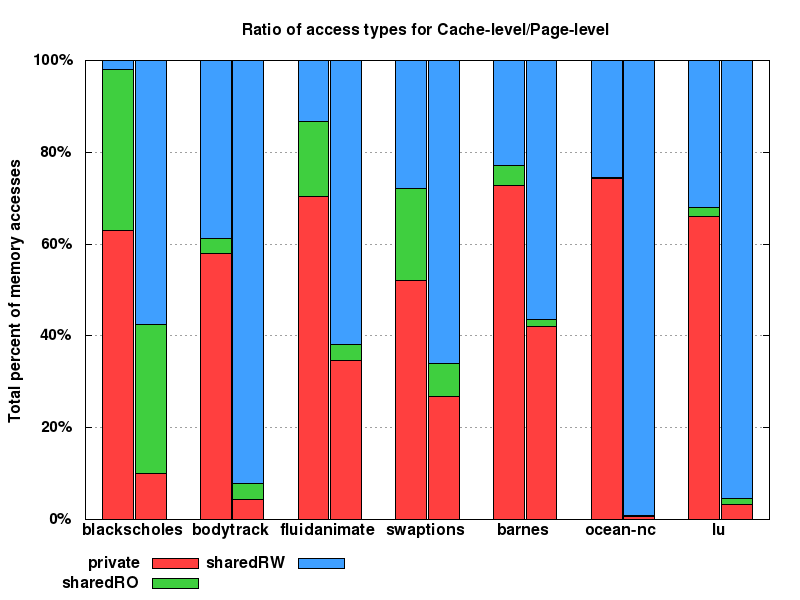 Ratio of access types for Cache-level/Page-level
Total percent of memory accesses
100%
80%
60%
40%
20%
0%
blackscholes bodytrack fluidanimate swaptions barnes ocean-nc lu
private sharedRW
sharedRO